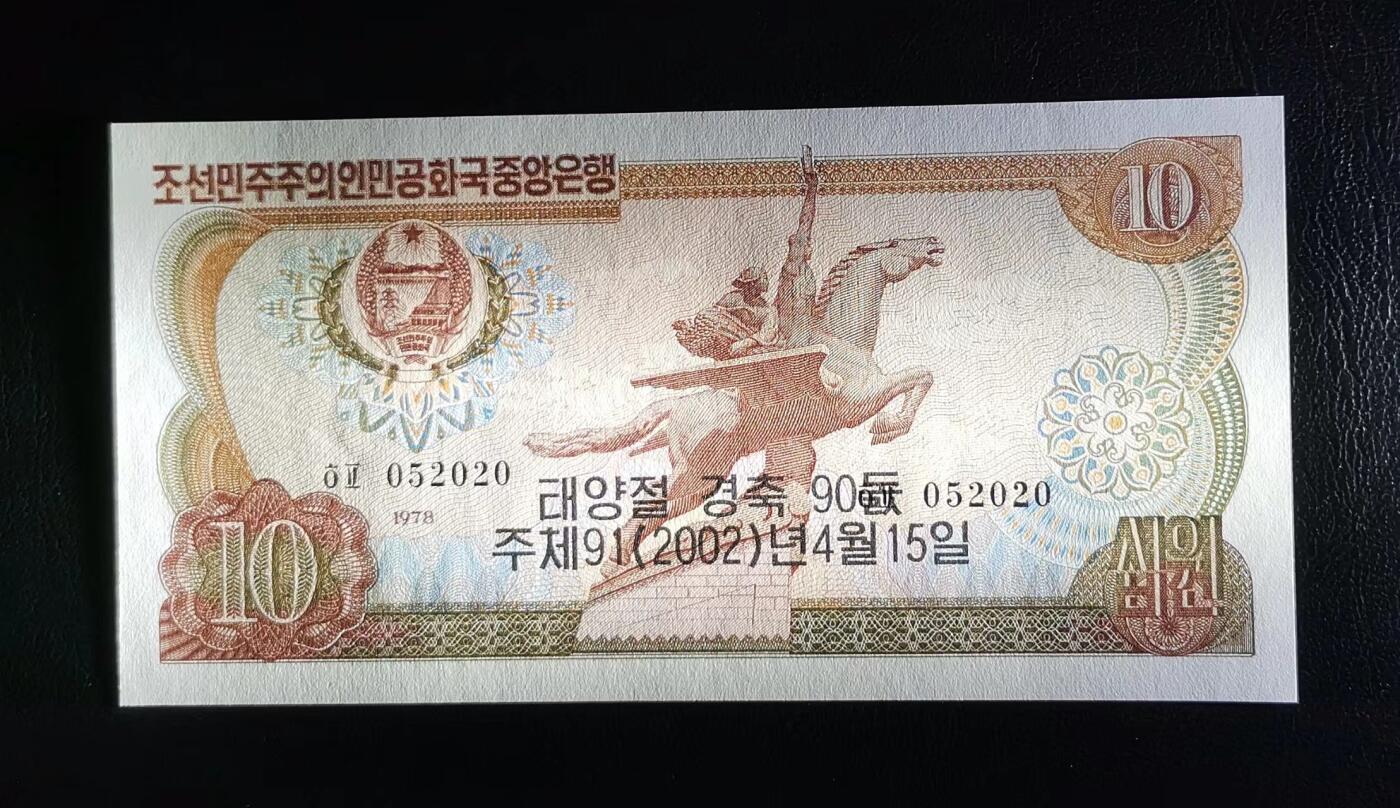 조선민주주의인민공화국중앙은행
10
ㅎㅍ 052020
1978
태양절 경축 90돐
052020
주체91(2002)년4월15일
10
십원